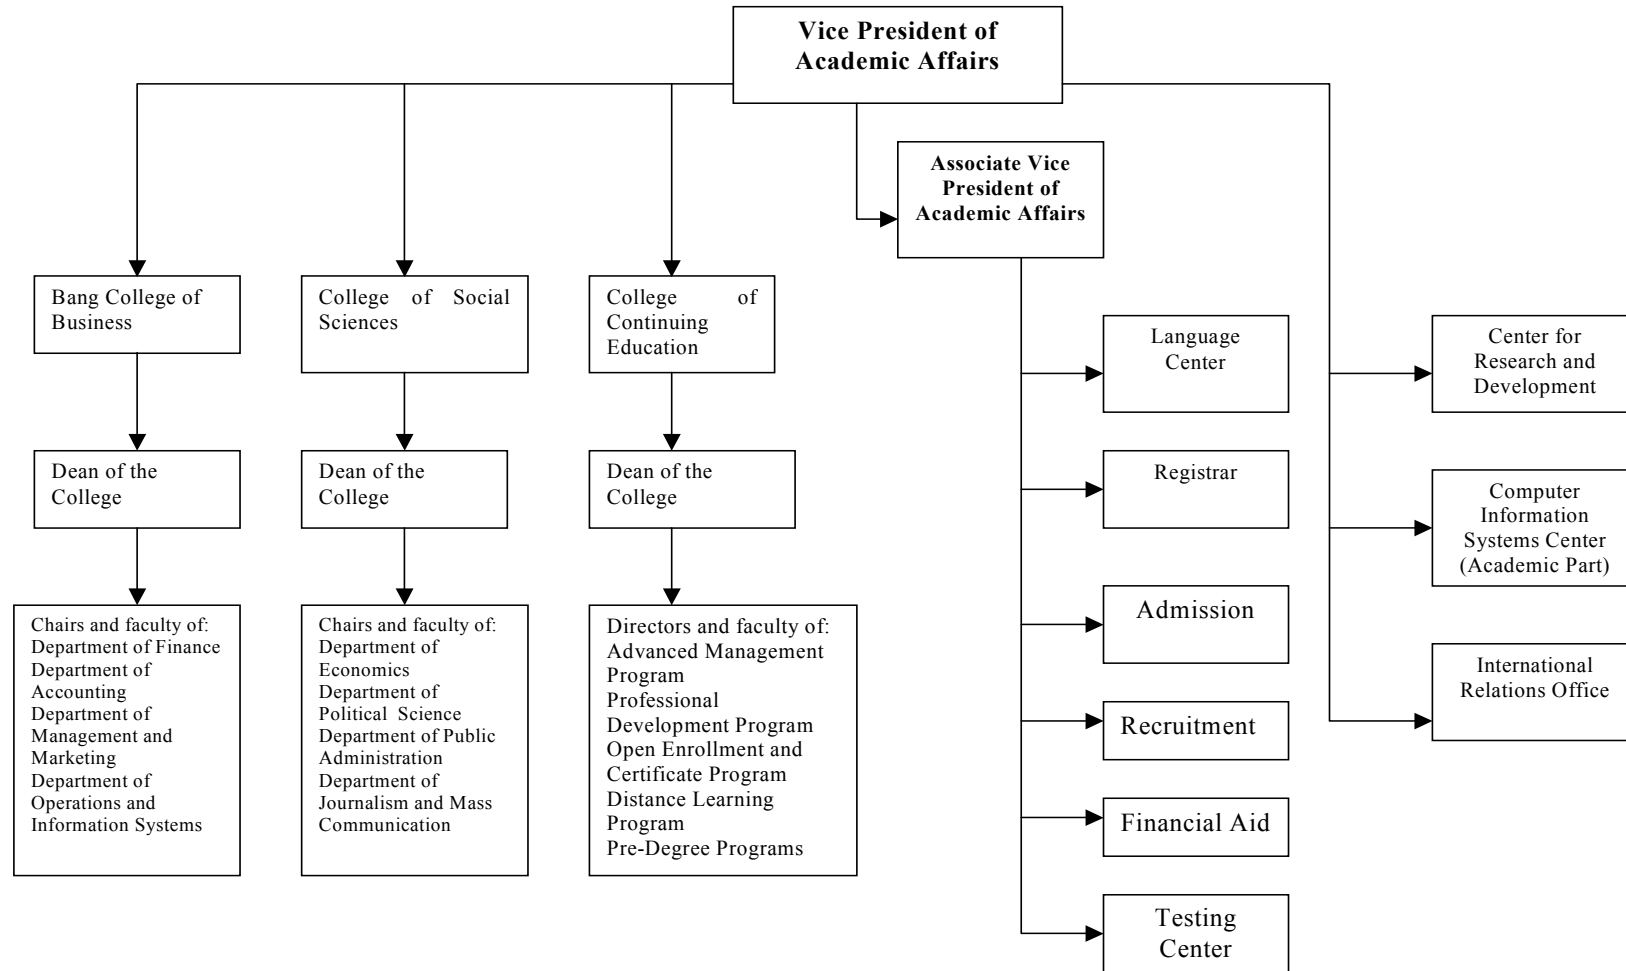 Vice President of
Academic Affairs
Associate Vice
President of
Academic Affairs
Bang College of
Business
College of Social
Sciences
College of
Continuing
Education
Language
Center
Center for
Research and
Development
Dean of the
College
Dean of the
College
Dean of the
College
Registrar
Computer
Information
Systems Center
(Academic Part)
Chairs and faculty of:
Department of Finance
Department of
Accounting
Department of
Management and
Marketing
Department of
Operations and
Information Systems
Chairs and faculty of:
Department of
Economics
Department of
Political Science
Department of Public
Administration
Department of
Journalism and Mass
Communication
Directors and faculty of:
Advanced Management
Program
Professional
Development Program
Open Enrollment and
Certificate Program
Distance Learning
Program
Pre-Degree Programs
Admission
International
Relations Office
Recruitment
Financial Aid
Testing
Center